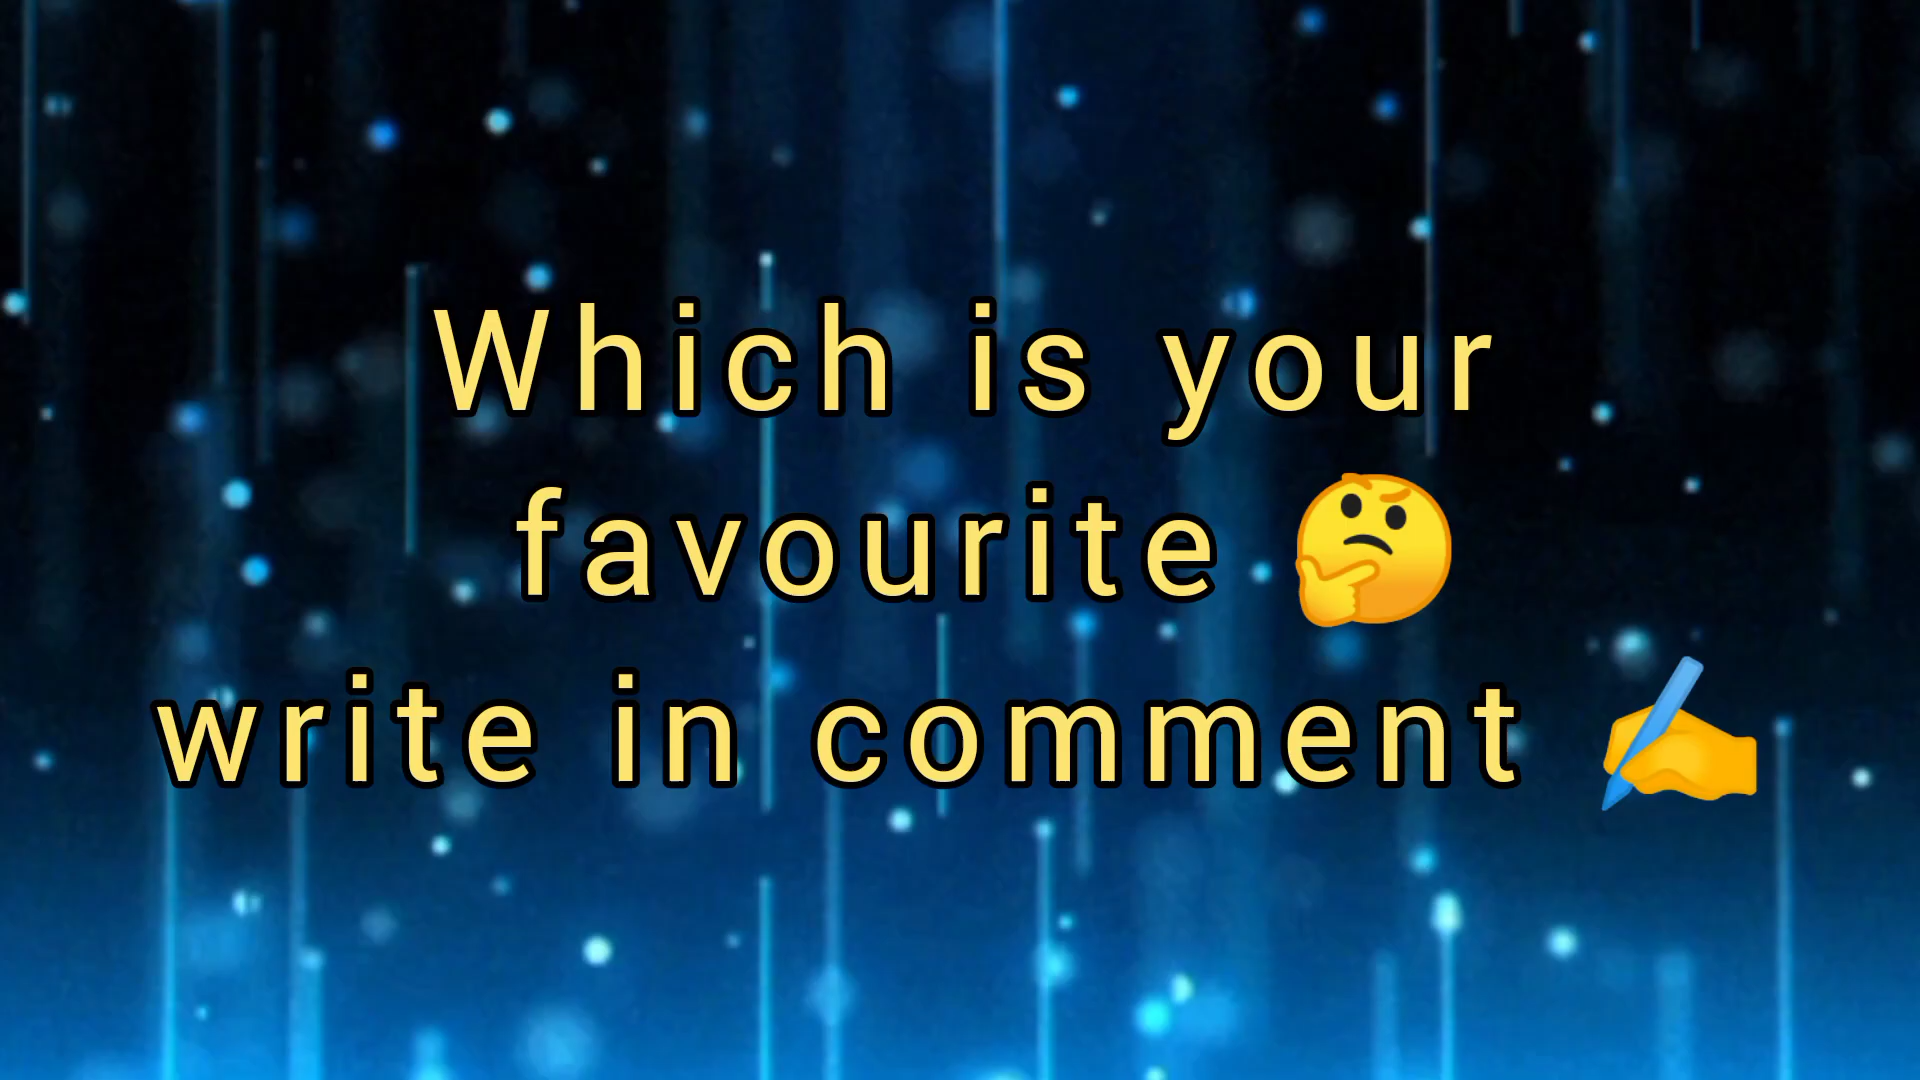 Which is your
favourite 🤔
write in comment ✍️